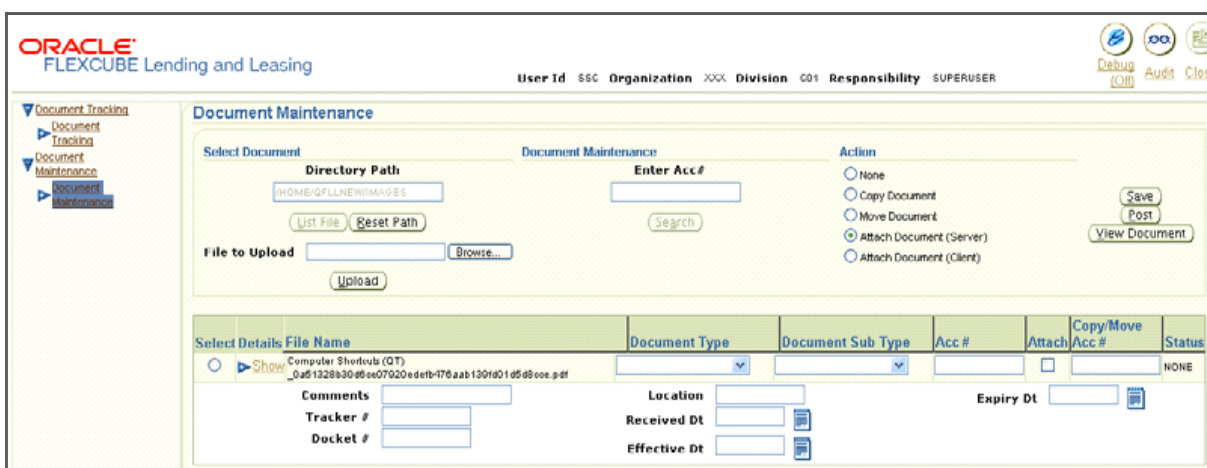 ORACLE
FLEXCUBE Lending and Leasing
User Id SSC Organization XXX Division C01 Responsibility SUPERUSER
Debug (Off)
Audit
Document Tracking
Document Tracking
Document Maintenance
Document Maintenance
Document Maintenance
Select Document
Document Maintenance
Action
Directory Path
Enter Acc#
/HOME/QFLLNEW/IMAGES
List File
Reset Path
Search
File to Upload
Browse...
Upload
None
Copy Document
Move Document
Attach Document (Server)
Attach Document (Client)
Save
Post
View Document
Select Details File Name Document Type Document Sub Type Acc # Attach Copy/Move Acc # Status
Show Computer Shortcuts (QT) NONE
Comments
Location
Expiry Dt
Tracker #
Received Dt
Docket #
Effective Dt